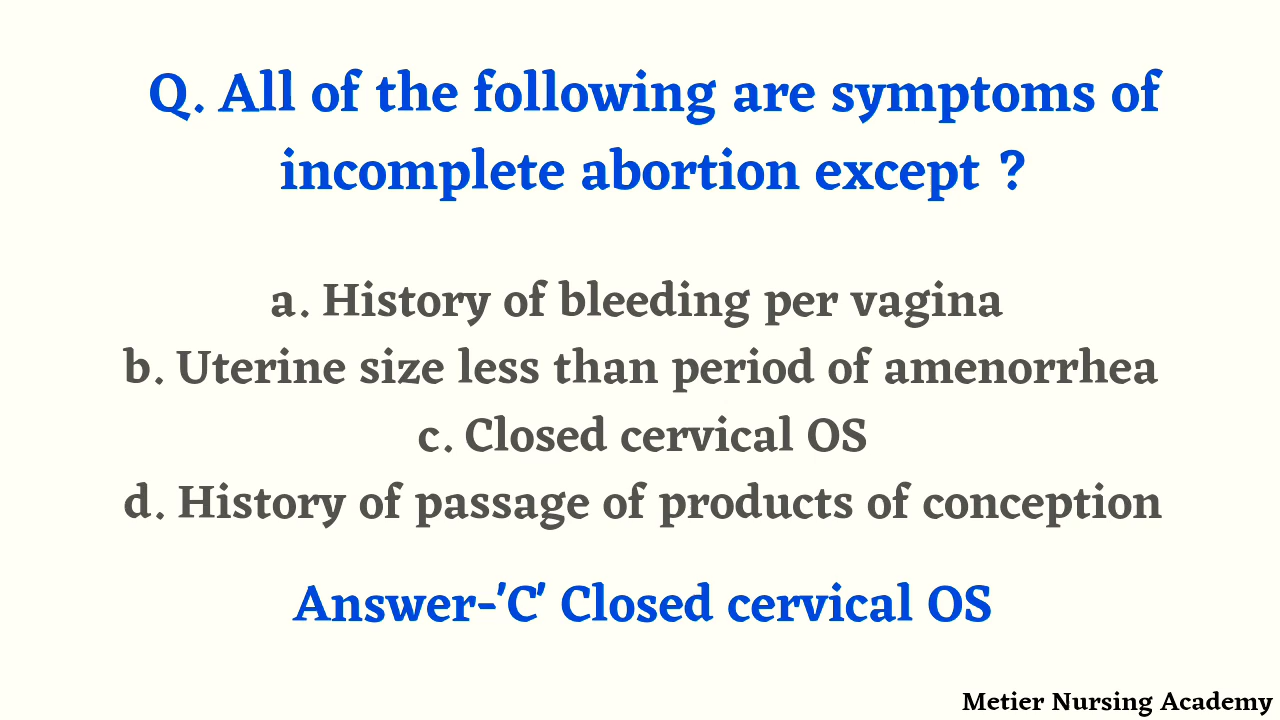 Q. All of the following are symptoms of
incomplete abortion except ?
a. History of bleeding per vagina
b. Uterine size less than period of amenorrhea
c. Closed cervical OS
d. History of passage of products of conception
Answer-'C' Closed cervical OS
Metier Nursing Academy